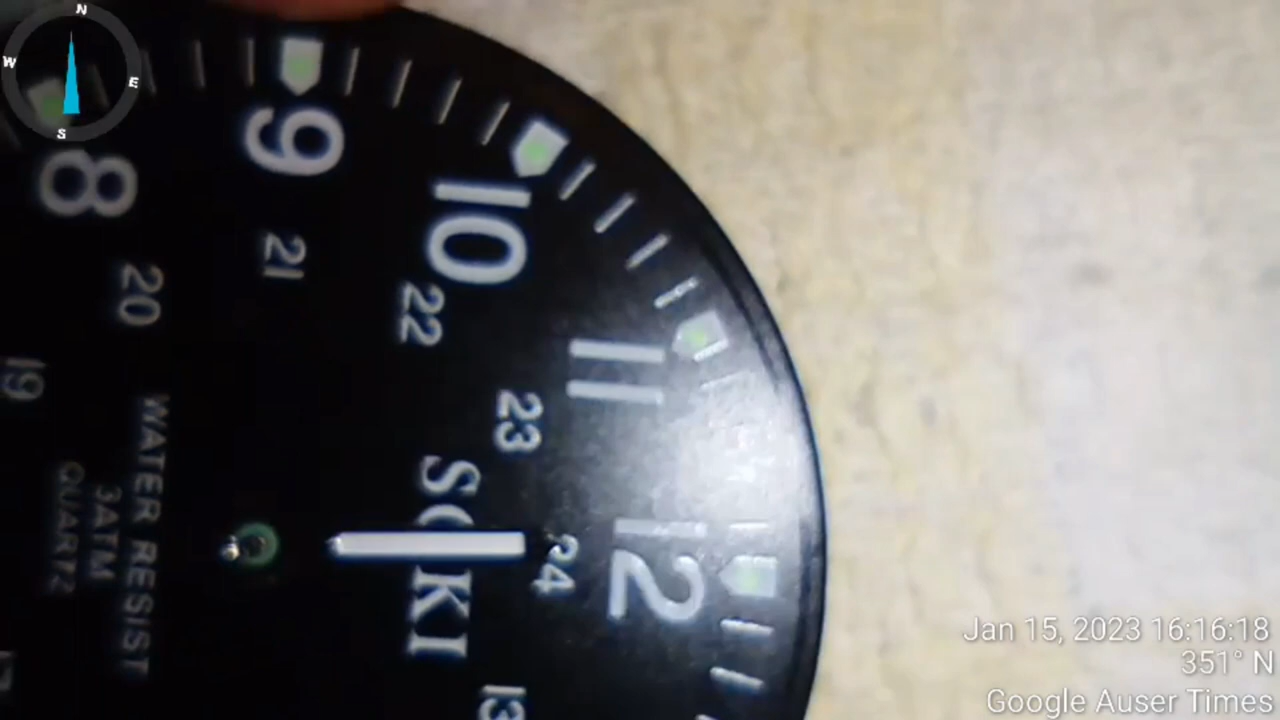 N
W
E
S
8
9
10
11
12
19
20
21
22
23
24
13
SOKI
WATER RESIST
3ATM
QUARTZ
Jan 15, 2023 16:16:18
351° N
Google Auser Times